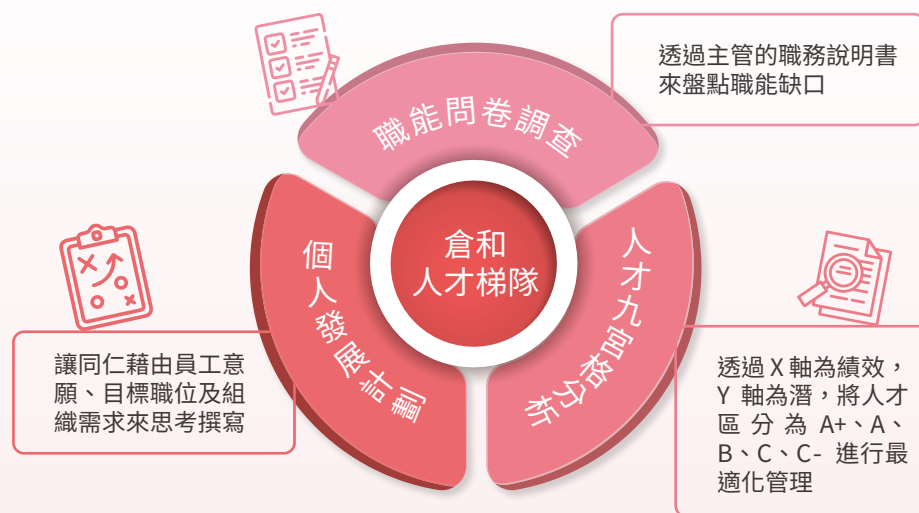 職能問卷調查
透過主管的職務說明書
來盤點職能缺口
倉和
人才梯隊
人才九宮格分析
透過 X 軸為績效，
Y 軸為潛，將人才
區分為 A+、A、
B、C、C- 進行最
適化管理
個人發展計劃
讓同仁藉由員工意
願、目標職位及組
織需求來思考撰寫